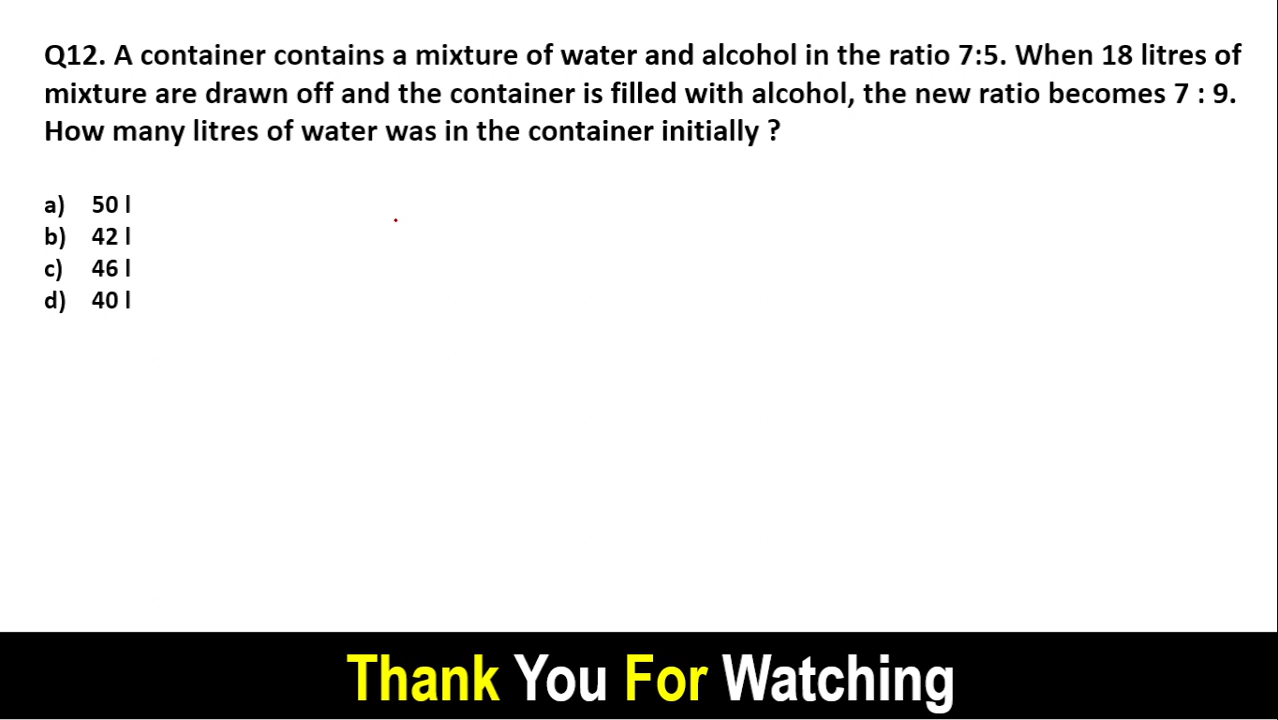 Q12. A container contains a mixture of water and alcohol in the ratio 7:5. When 18 litres of
mixture are drawn off and the container is filled with alcohol, the new ratio becomes 7 : 9.
How many litres of water was in the container initially ?
a) 50 l
b) 42 l
c) 46 l
d) 40 l
Thank You For Watching